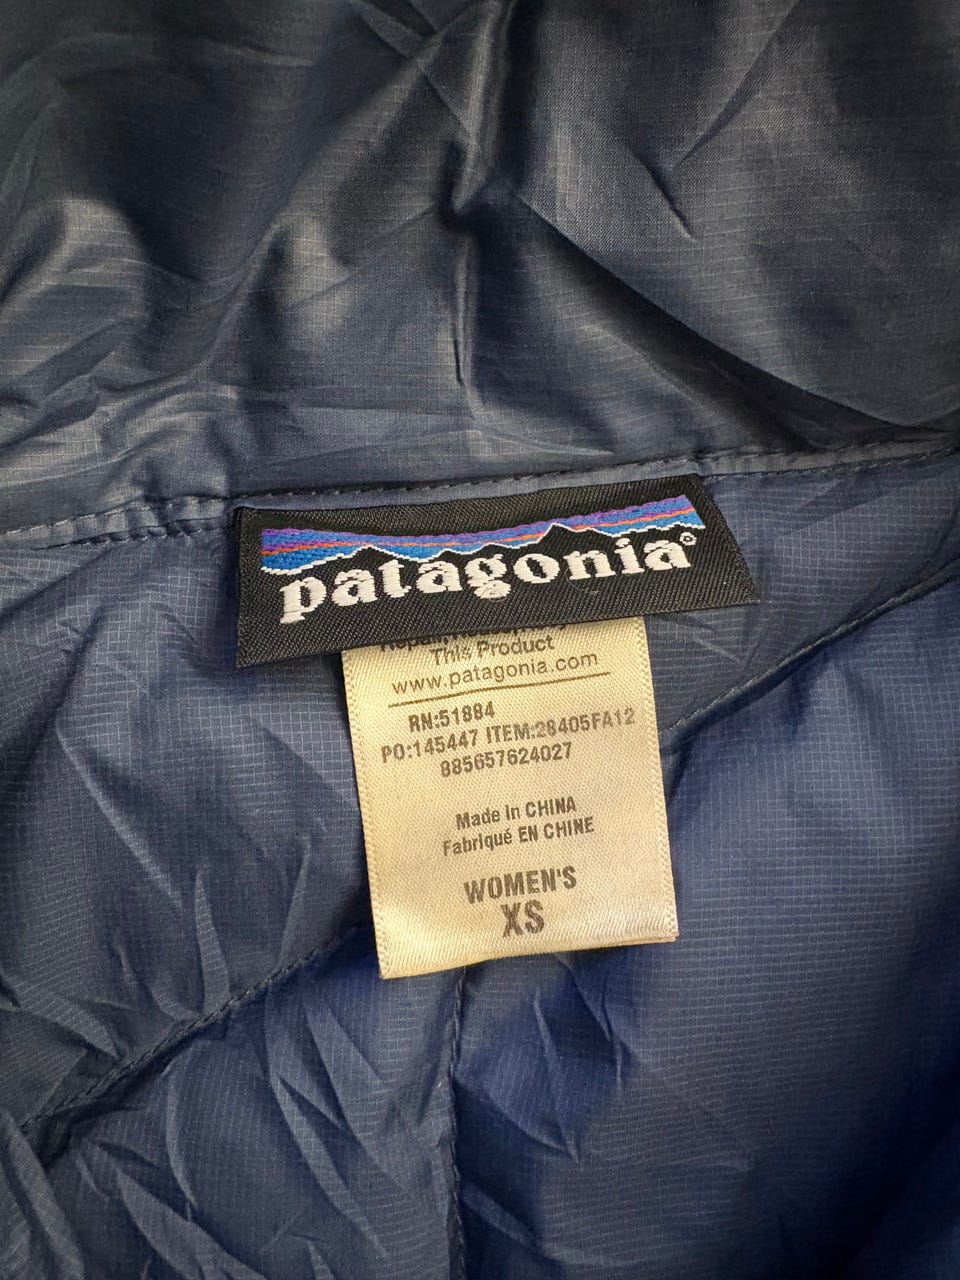 patagonia®
This Product
www.patagonia.com
RN:51884
PO:145447 ITEM:28405FA12
885657624027
Made in CHINA
Fabriqué EN CHINE
WOMEN'S
XS